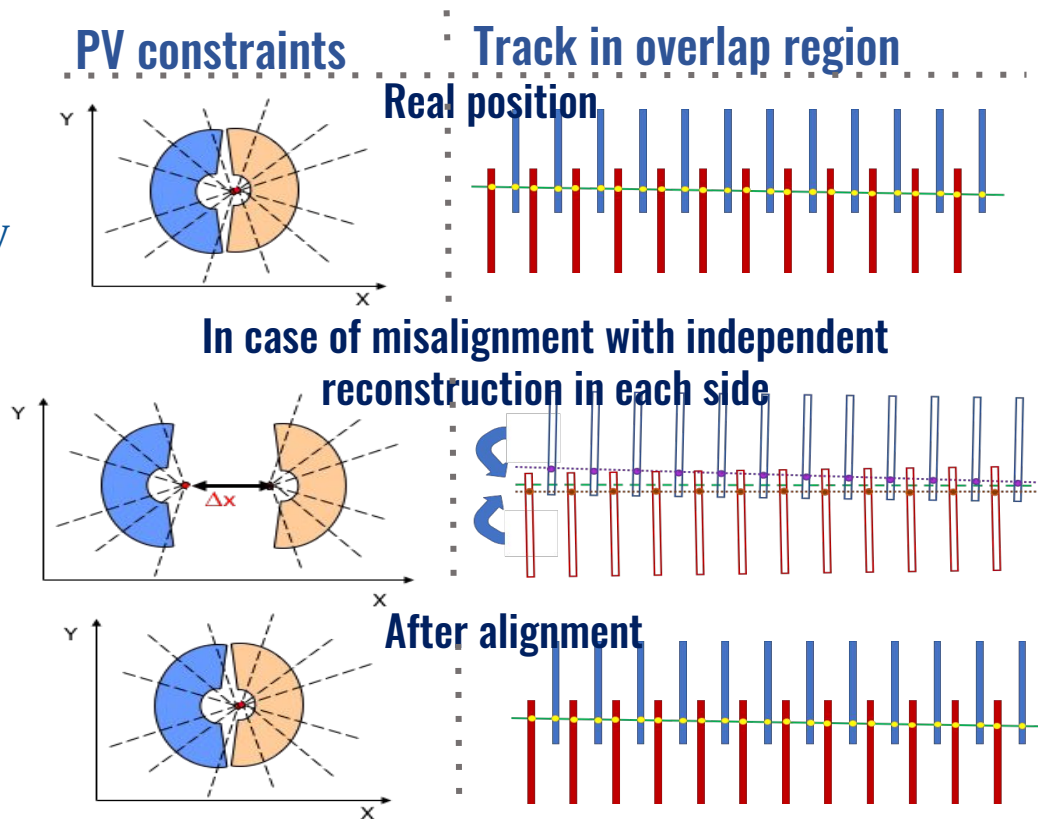 PV constraints
Track in overlap region
Real position
Y
X
y
In case of misalignment with independent
reconstruction in each side
Y
Δx
X
After alignment
Y
X